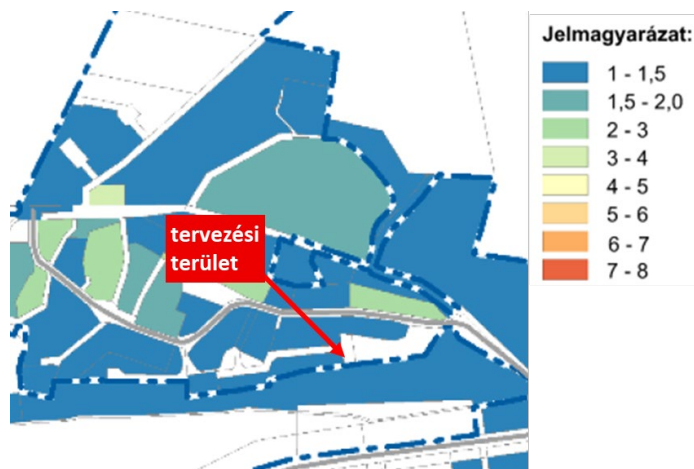 Jelmagyarázat:
1 - 1,5
1,5 - 2,0
2 - 3
3 - 4
4 - 5
5 - 6
6 - 7
7 - 8
tervezési
terület